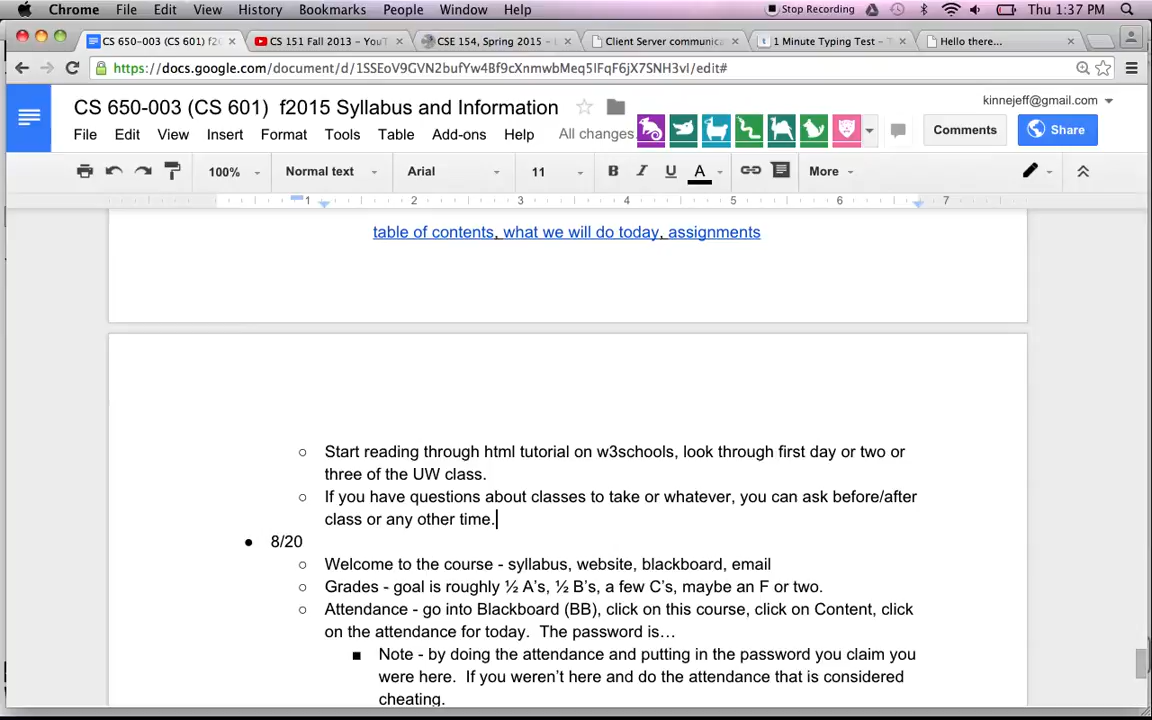 Chrome File Edit View History Bookmarks People Window Help Stop Recording Thu 1:37 PM
CS 650-003 (CS 601) f2 CS 151 Fall 2013 - YouT CSE 154, Spring 2015 - Client Server communica 1 Minute Typing Test - T Hello there...
https://docs.google.com/document/d/1SSEoV9GVN2bufYw4Bf9cXnmwbMeq5IFqF6jX7SNH3vI/edit#
CS 650-003 (CS 601) f2015 Syllabus and Information
kinnejeff@gmail.com
File Edit View Insert Format Tools Table Add-ons Help All changes Comments Share
100% Normal text Arial 11 B I U A More
1 2 3 4 5 6 7
table of contents, what we will do today, assignments
○ Start reading through html tutorial on w3schools, look through first day or two or
three of the UW class.
○ If you have questions about classes to take or whatever, you can ask before/after
class or any other time.
● 8/20
○ Welcome to the course - syllabus, website, blackboard, email
○ Grades - goal is roughly ½ A's, ½ B's, a few C's, maybe an F or two.
○ Attendance - go into Blackboard (BB), click on this course, click on Content, click
on the attendance for today. The password is…
■ Note - by doing the attendance and putting in the password you claim you
were here. If you weren't here and do the attendance that is considered
cheating.